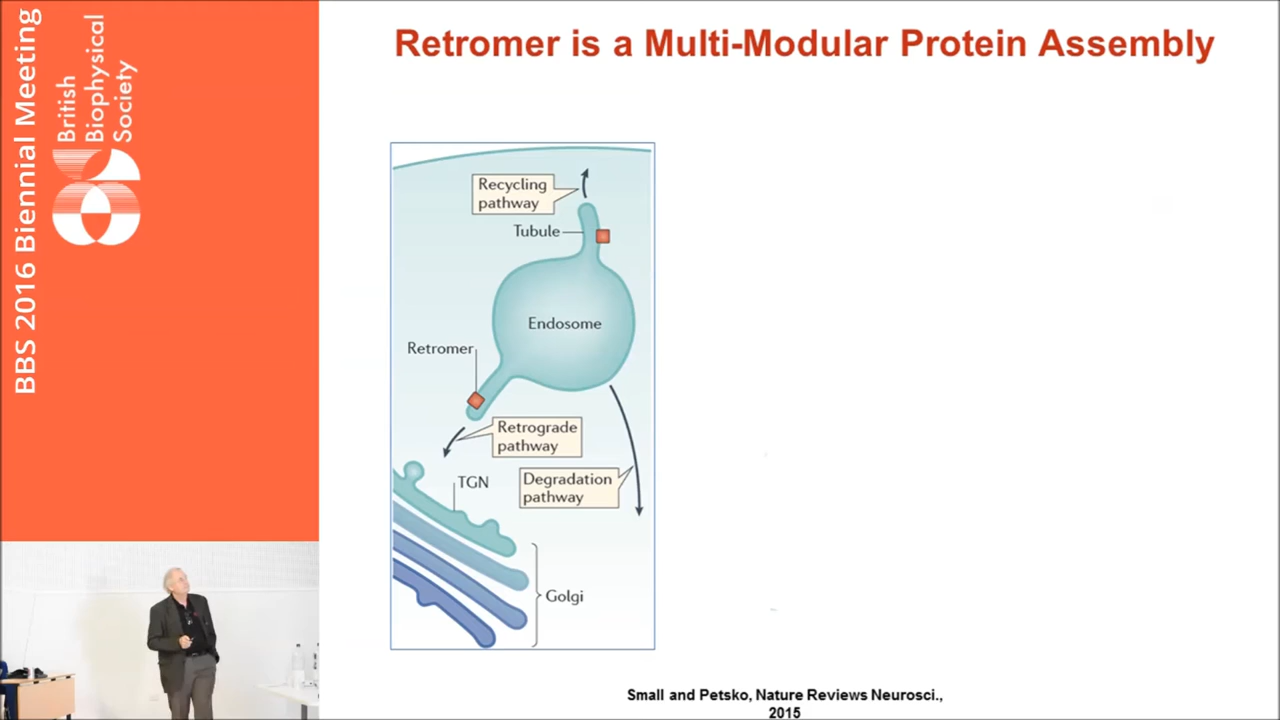 BBS 2016 Biennial Meeting
British
Biophysical
Society
Retromer is a Multi-Modular Protein Assembly
Recycling
pathway
Tubule
Endosome
Retromer
Retrograde
pathway
TGN
Degradation
pathway
Golgi
Small and Petsko, Nature Reviews Neurosci.,
2015